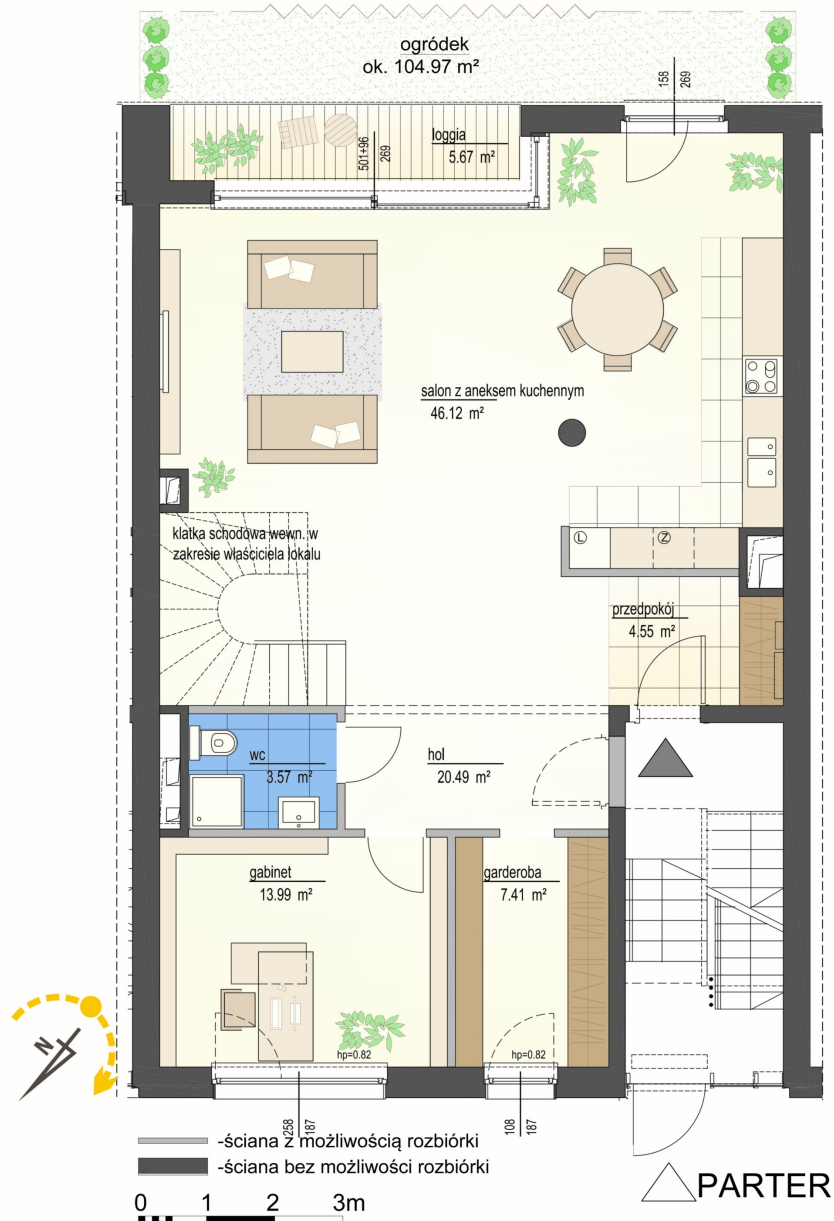 ogródek
ok. 104.97 m²
158
269
loggia
5.67 m²
501+96
269
salon z aneksem kuchennym
46.12 m²
klatka schodowa wewn. w
zakresie właściciela lokalu
L
Z
przedpokój
4.55 m²
wc
3.57 m²
hol
20.49 m²
gabinet
13.99 m²
garderoba
7.41 m²
N
hp=0.82
hp=0.82
258
187
108
187
-ściana z możliwością rozbiórki
-ściana bez możliwości rozbiórki
PARTER
0 1 2 3m